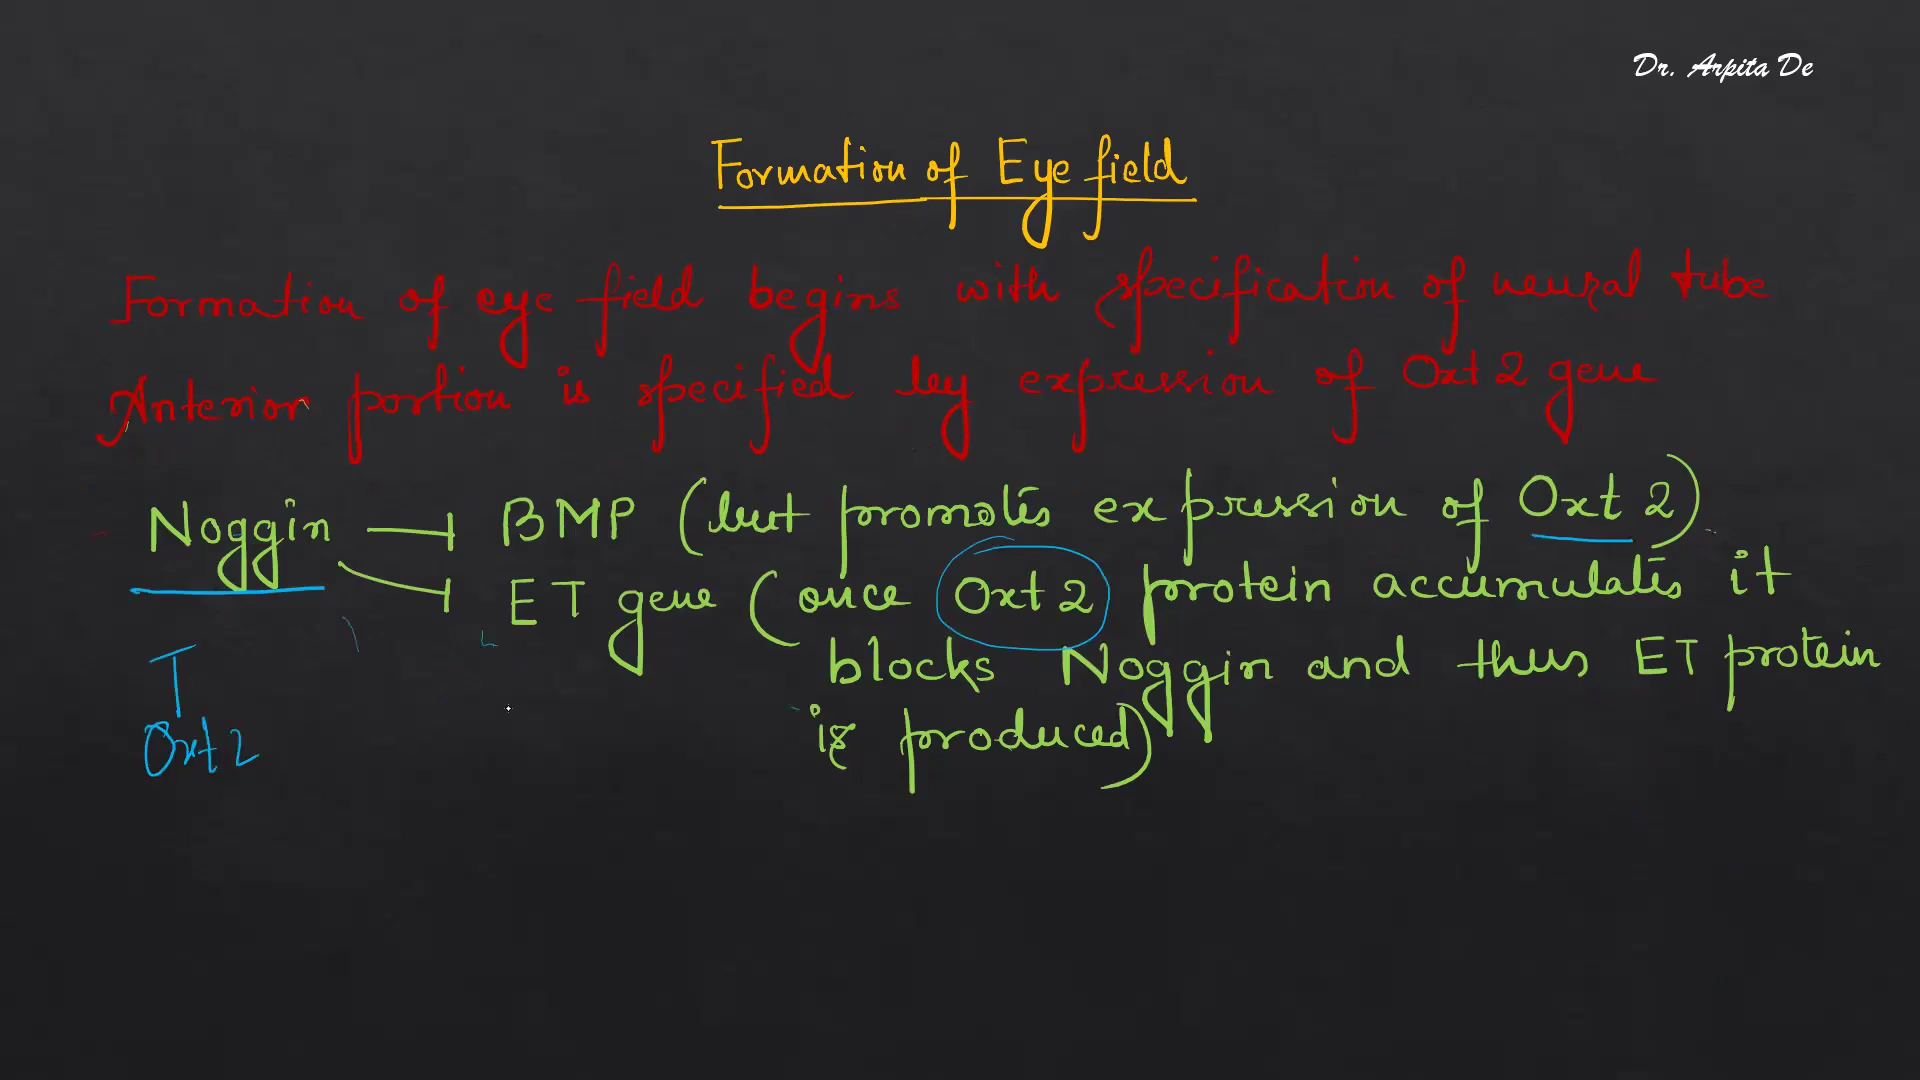 Dr. Arpita De
Formation of Eye field
Formation of eye field begins with specification of neural tube
Anterior portion is specified by expression of Oxt 2 gene
Noggin ⊣ BMP (but promotes expression of Oxt 2)
⊣ ET gene (once Oxt 2 protein accumulates it
blocks Noggin and thus ET protein
is produced)
Oxt 2